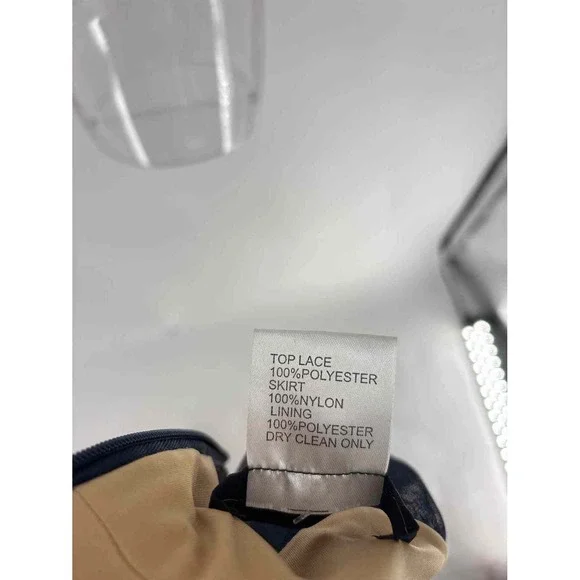 TOP LACE
100%POLYESTER
SKIRT
100%NYLON
LINING
100%POLYESTER
DRY CLEAN ONLY